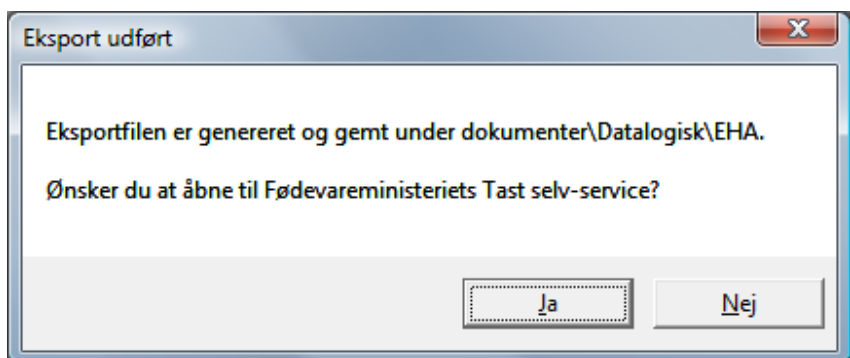 Eksport udført
Eksportfilen er genereret og gemt under dokumenter\Datalogisk\EHA.
Ønsker du at åbne til Fødevareministeriets Tast selv-service?
Ja
Nej